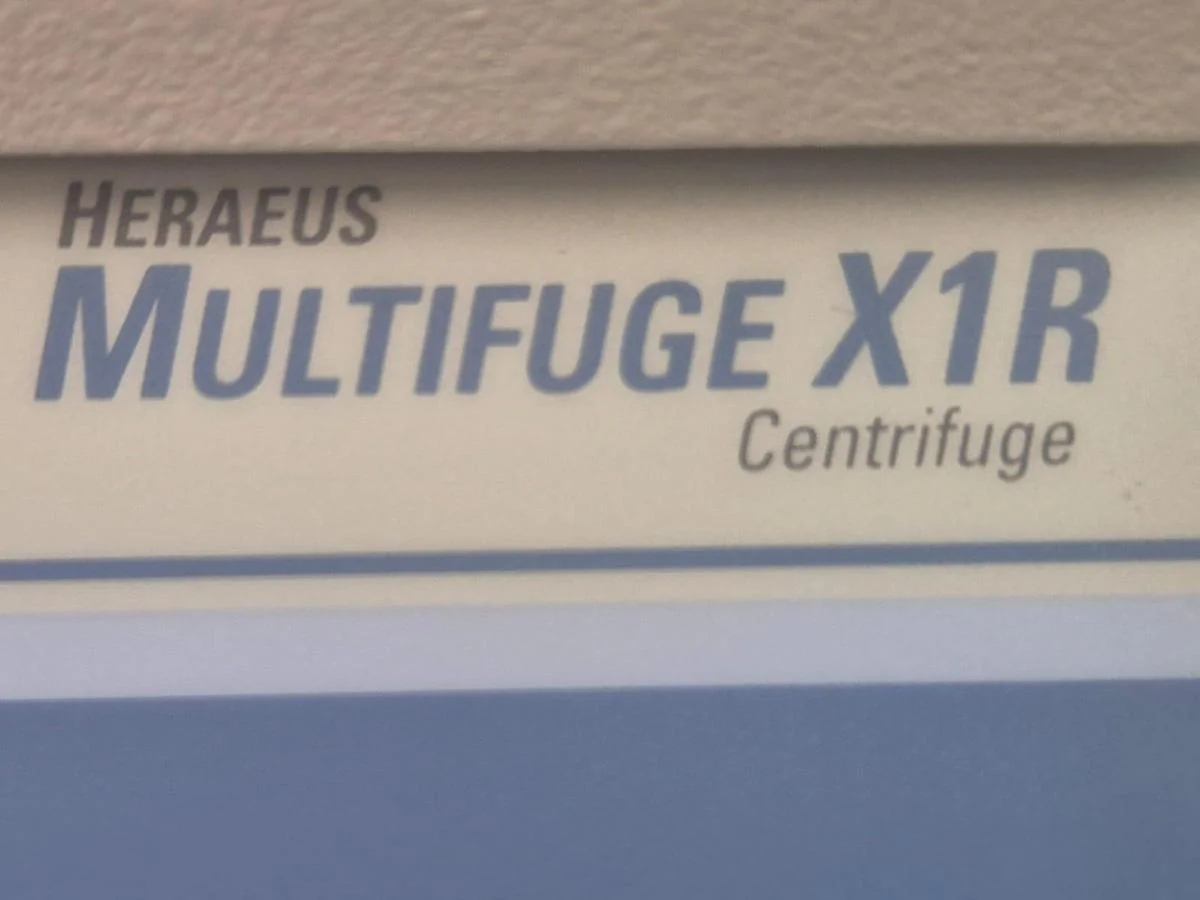 HERAEUS
MULTIFUGE X1R
Centrifuge